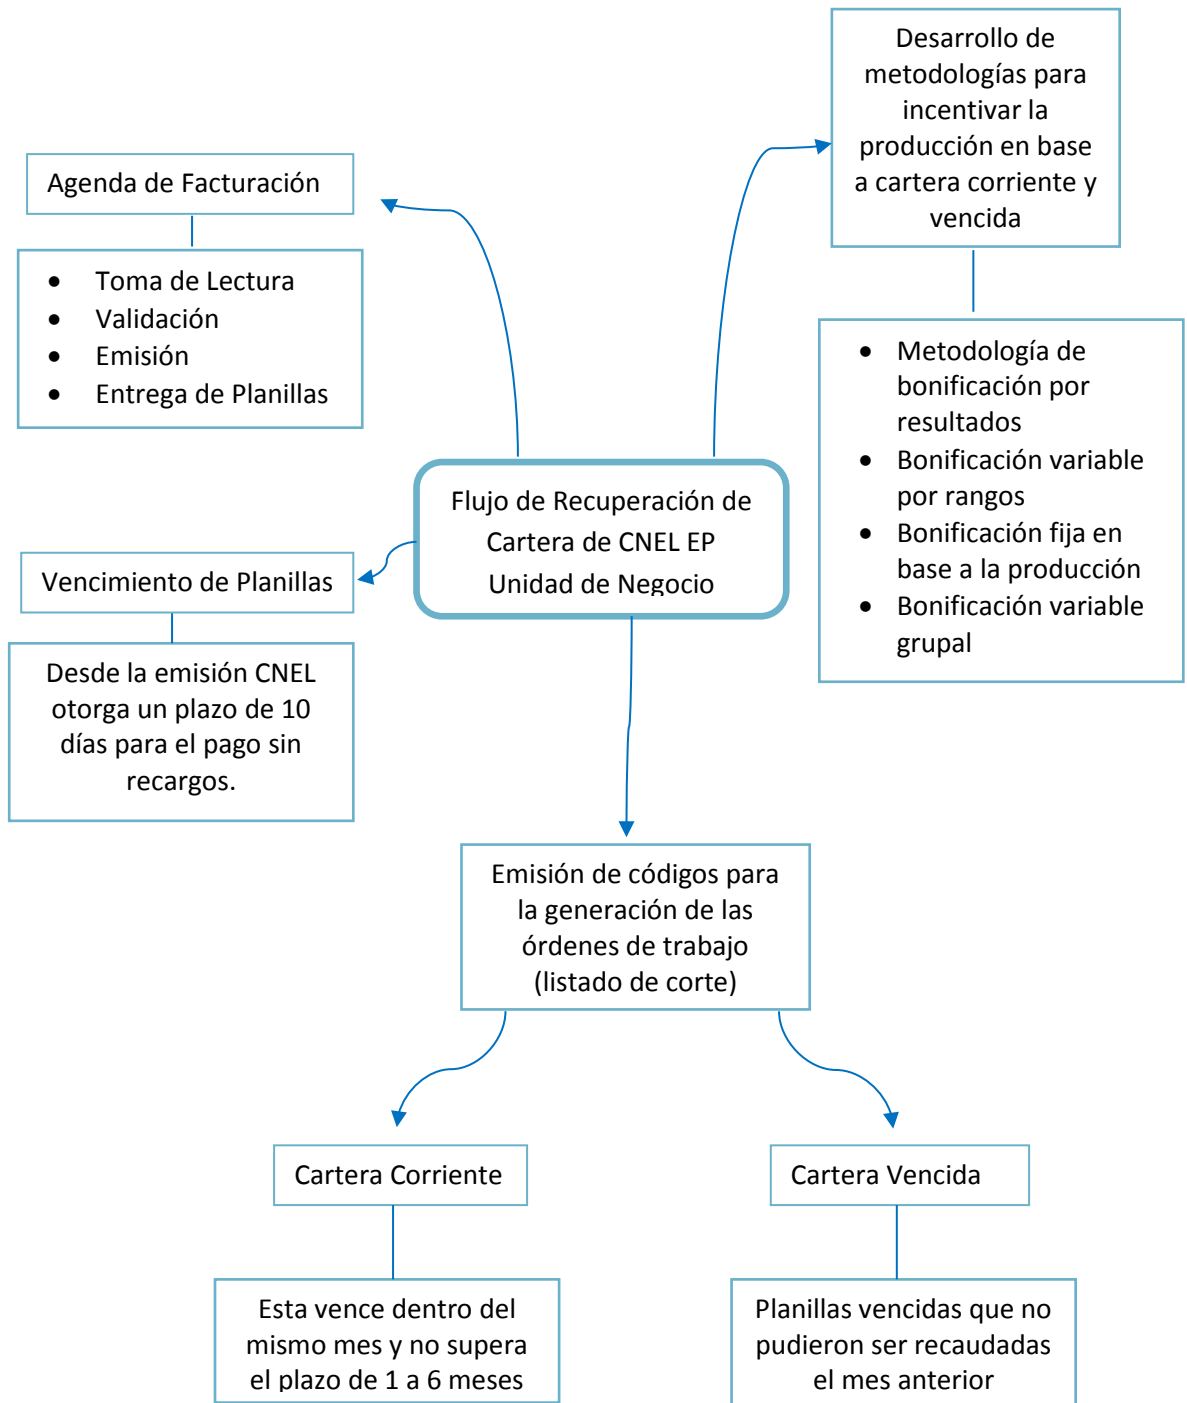 Desarrollo de
metodologías para
incentivar la
producción en base
a cartera corriente y
vencida
Agenda de Facturación
• Toma de Lectura
• Validación
• Emisión
• Entrega de Planillas
• Metodología de
bonificación por
resultados
• Bonificación variable
por rangos
• Bonificación fija en
base a la producción
• Bonificación variable
grupal
Flujo de Recuperación de
Cartera de CNEL EP
Unidad de Negocio
Vencimiento de Planillas
Desde la emisión CNEL
otorga un plazo de 10
días para el pago sin
recargos.
Emisión de códigos para
la generación de las
órdenes de trabajo
(listado de corte)
Cartera Corriente
Cartera Vencida
Esta vence dentro del
mismo mes y no supera
el plazo de 1 a 6 meses
Planillas vencidas que no
pudieron ser recaudadas
el mes anterior